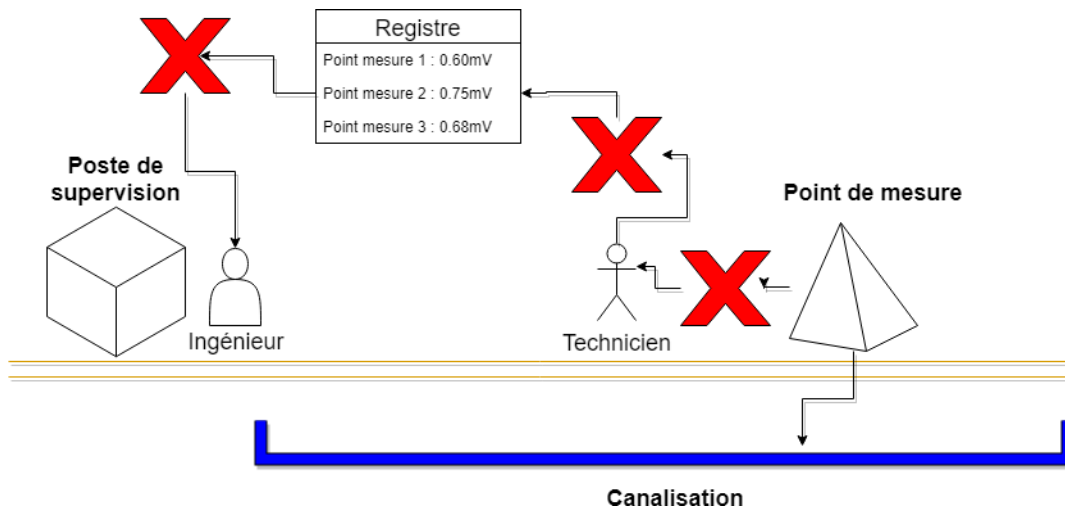 Registre
Point mesure 1 : 0.60mV
Point mesure 2 : 0.75mV
Point mesure 3 : 0.68mV
Poste de
supervision
Point de mesure
Ingénieur
Technicien
Canalisation